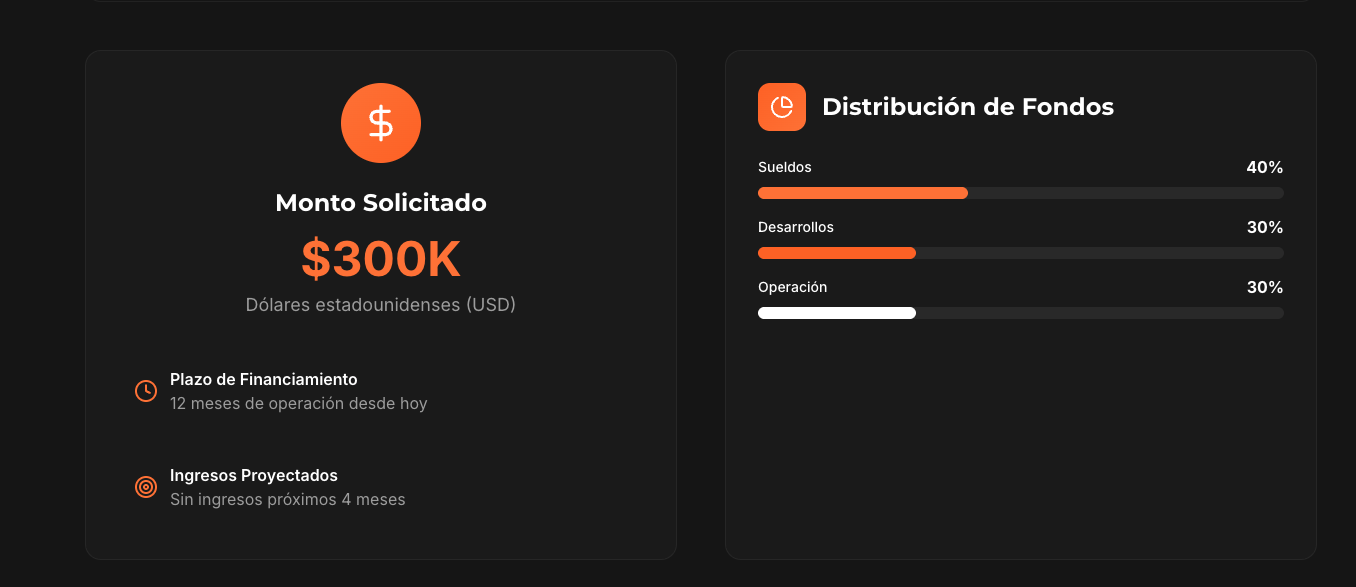 Monto Solicitado
$300K
Dólares estadounidenses (USD)
Plazo de Financiamiento
12 meses de operación desde hoy
Ingresos Proyectados
Sin ingresos próximos 4 meses
Distribución de Fondos
Sueldos 40%
Desarrollos 30%
Operación 30%